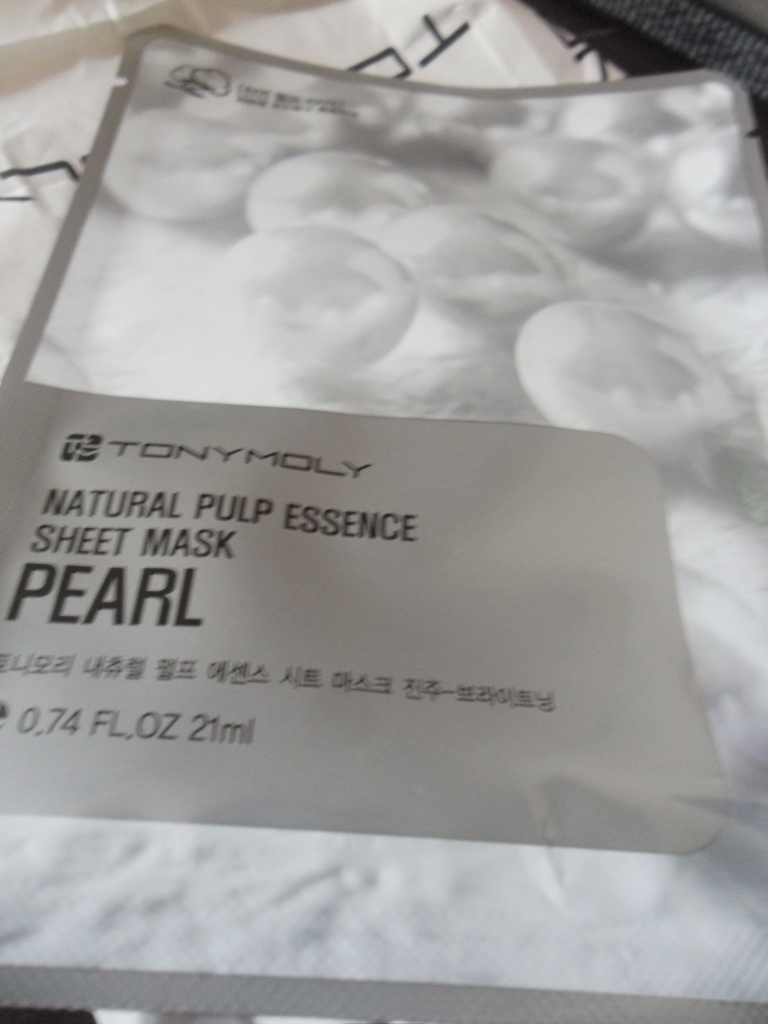 TONYMOLY
NATURAL PULP ESSENCE
SHEET MASK
PEARL
토니모리 내츄럴 펄프 에센스 시트 마스크 진주-브라이트닝
0.74 FL.OZ 21ml